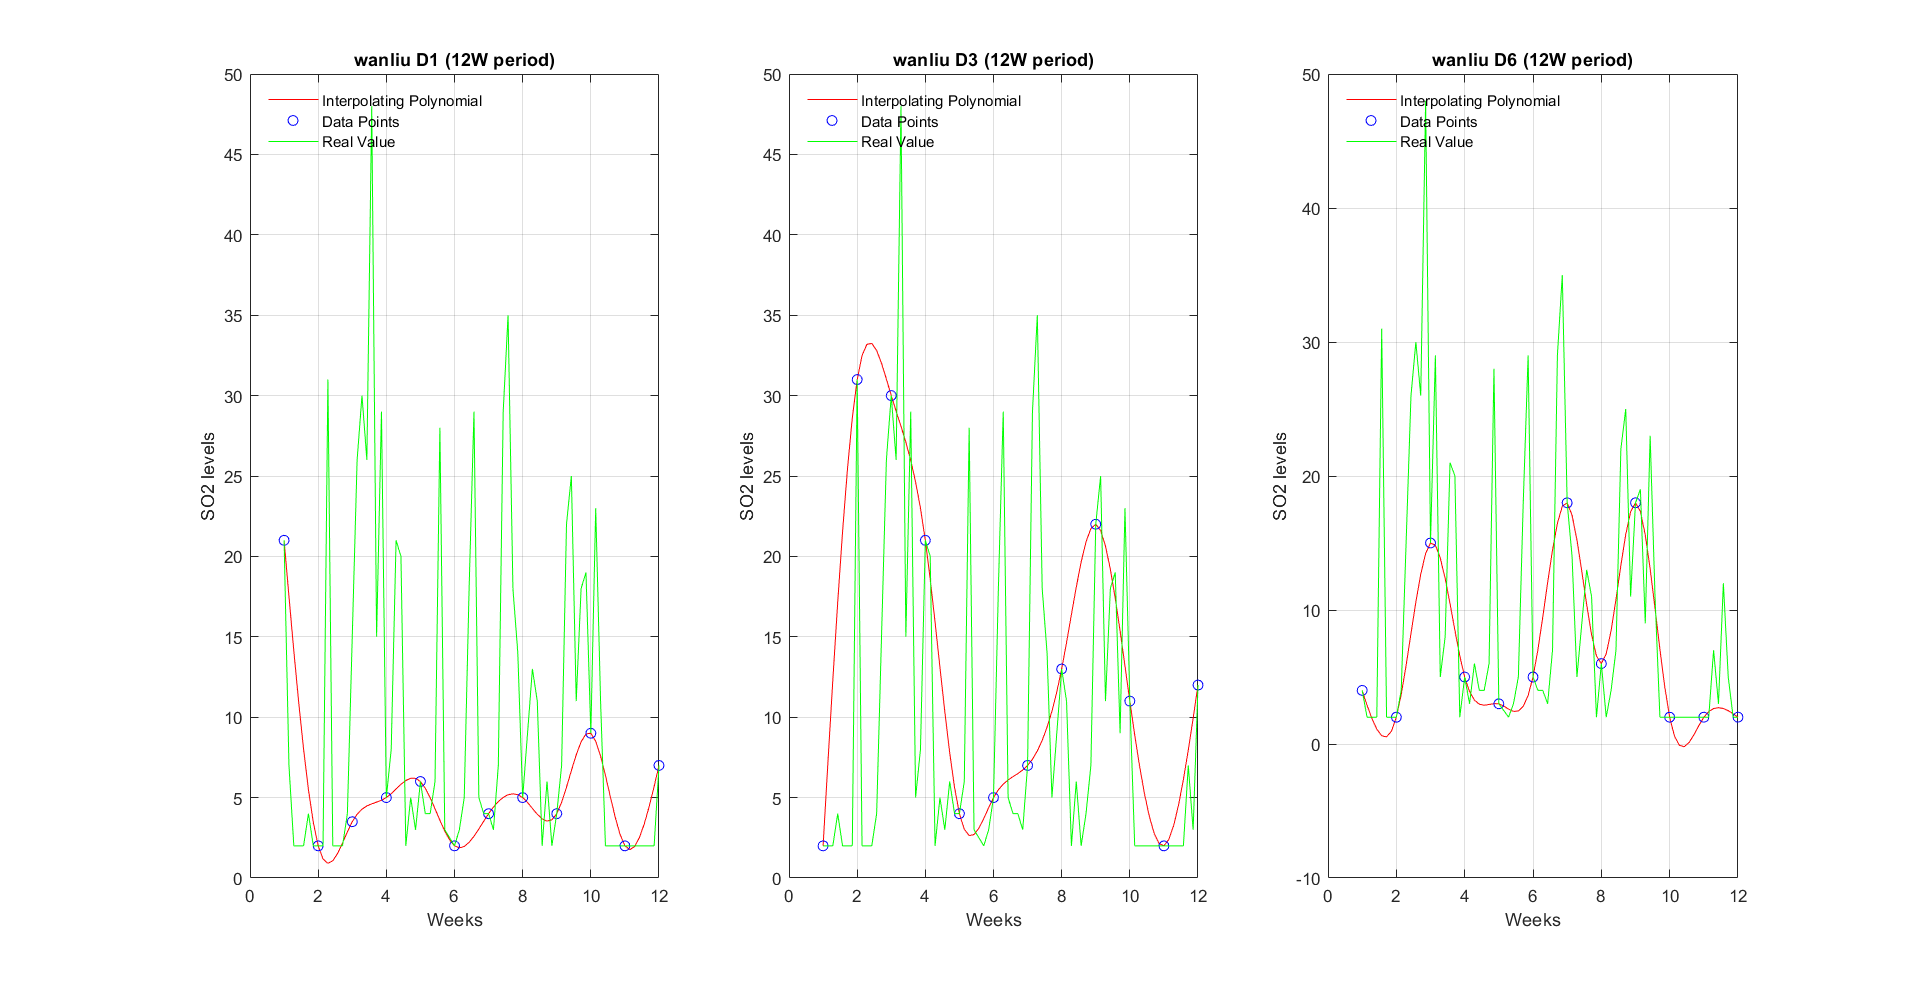 wanliu D1 (12W period)
50
45
40
35
30
25
20
15
10
5
0
SO2 levels
Interpolating Polynomial
Data Points
Real Value
0 2 4 6 8 10 12
Weeks
wanliu D3 (12W period)
50
45
40
35
30
25
20
15
10
5
0
SO2 levels
Interpolating Polynomial
Data Points
Real Value
0 2 4 6 8 10 12
Weeks
wanliu D6 (12W period)
50
40
30
20
10
0
-10
SO2 levels
Interpolating Polynomial
Data Points
Real Value
0 2 4 6 8 10 12
Weeks